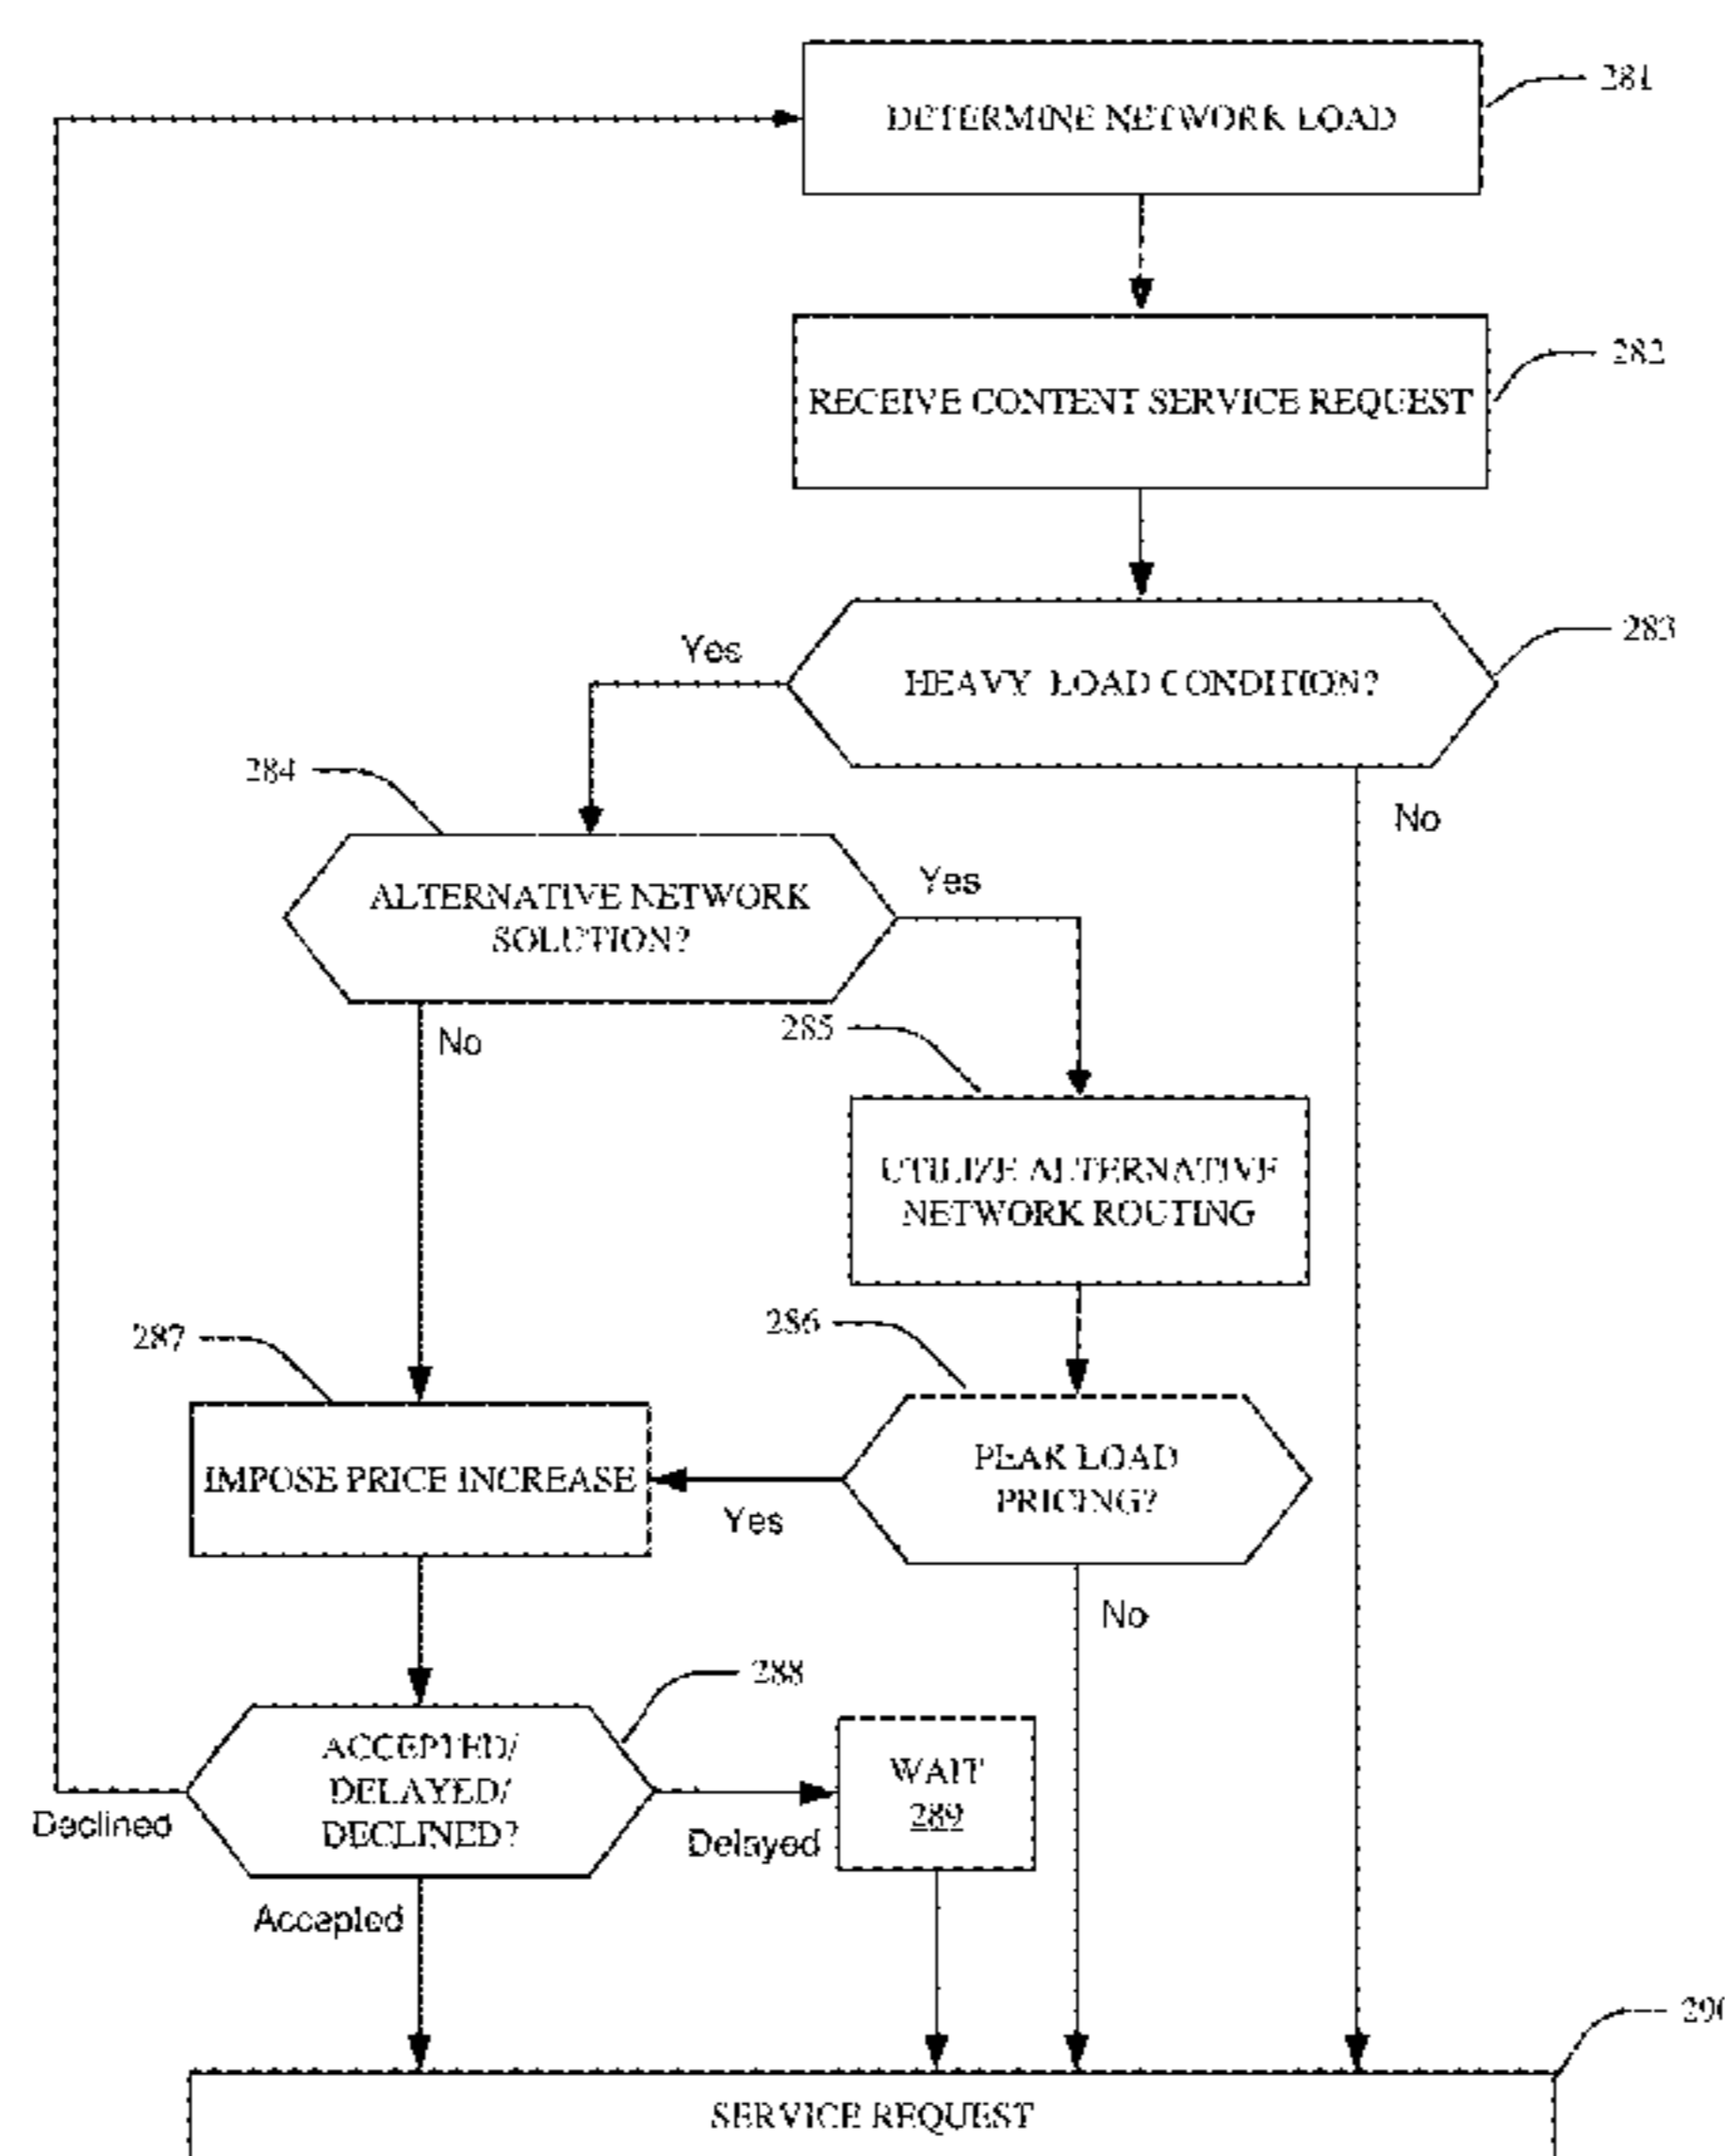 DETERMINE NETWORK LOAD
281
RECEIVE CONTENT SERVICE REQUEST
282
HEAVY LOAD CONDITION?
283
Yes
No
284
ALTERNATIVE NETWORK
SOLUTION?
Yes
No
285
UTILIZE ALTERNATIVE
NETWORK ROUTING
286
287
IMPOSE PRICE INCREASE
PEAK LOAD
PRICING?
Yes
No
288
ACCEPTED/
DELAYED/
DECLINED?
WAIT
289
Declined
Delayed
Accepted
290
SERVICE REQUEST